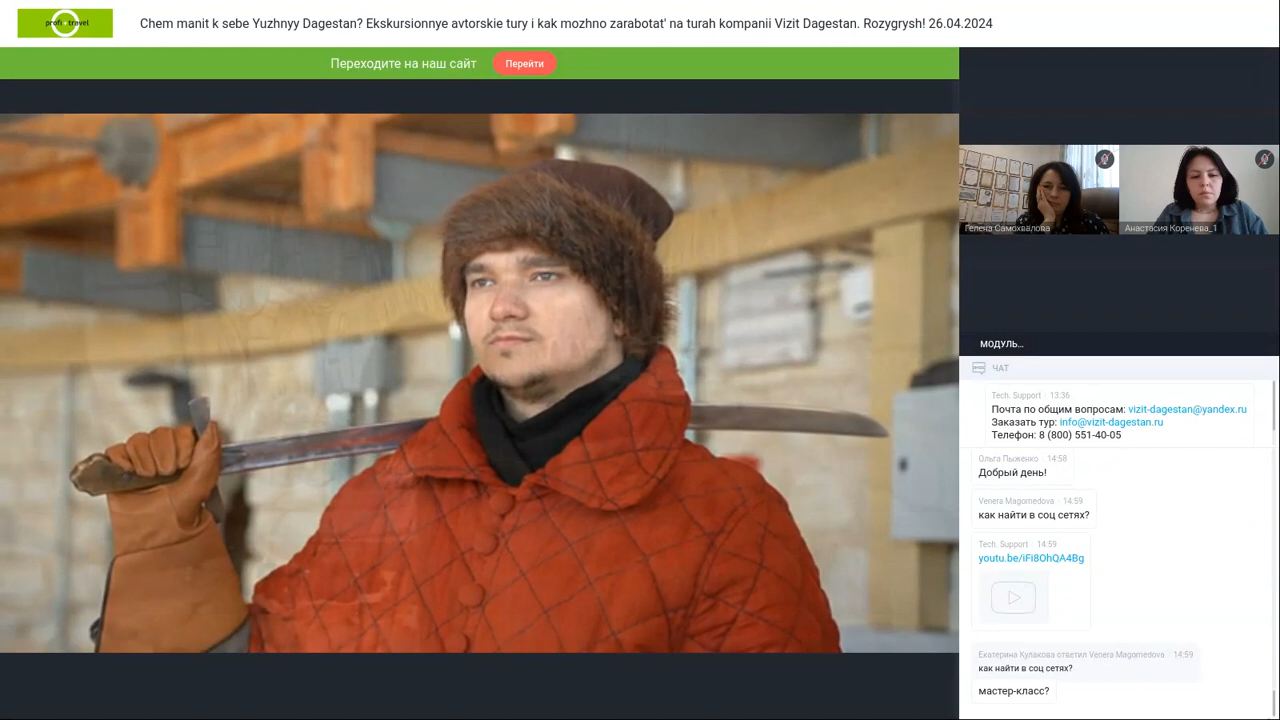 profi travel
Chem manit k sebe Yuzhnyy Dagestan? Ekskursionnye avtorskie tury i kak mozhno zarabotat' na turah kompanii Vizit Dagestan. Rozygrysh! 26.04.2024
Переходите на наш сайт
Перейти
Гелена Самохвалова
Анастасия Коренева_1
МОДУЛЬ...
ЧАТ
Tech. Support · 13:36
Почта по общим вопросам: vizit-dagestan@yandex.ru
Заказать тур: info@vizit-dagestan.ru
Телефон: 8 (800) 551-40-05
Ольга Пыженко · 14:58
Добрый день!
Venera Magomedova · 14:59
как найти в соц сетях?
Tech. Support · 14:59
youtu.be/iFi8OhQA4Bg
Екатерина Кулакова ответил Venera Magomedova · 14:59
как найти в соц сетях?
мастер-класс?